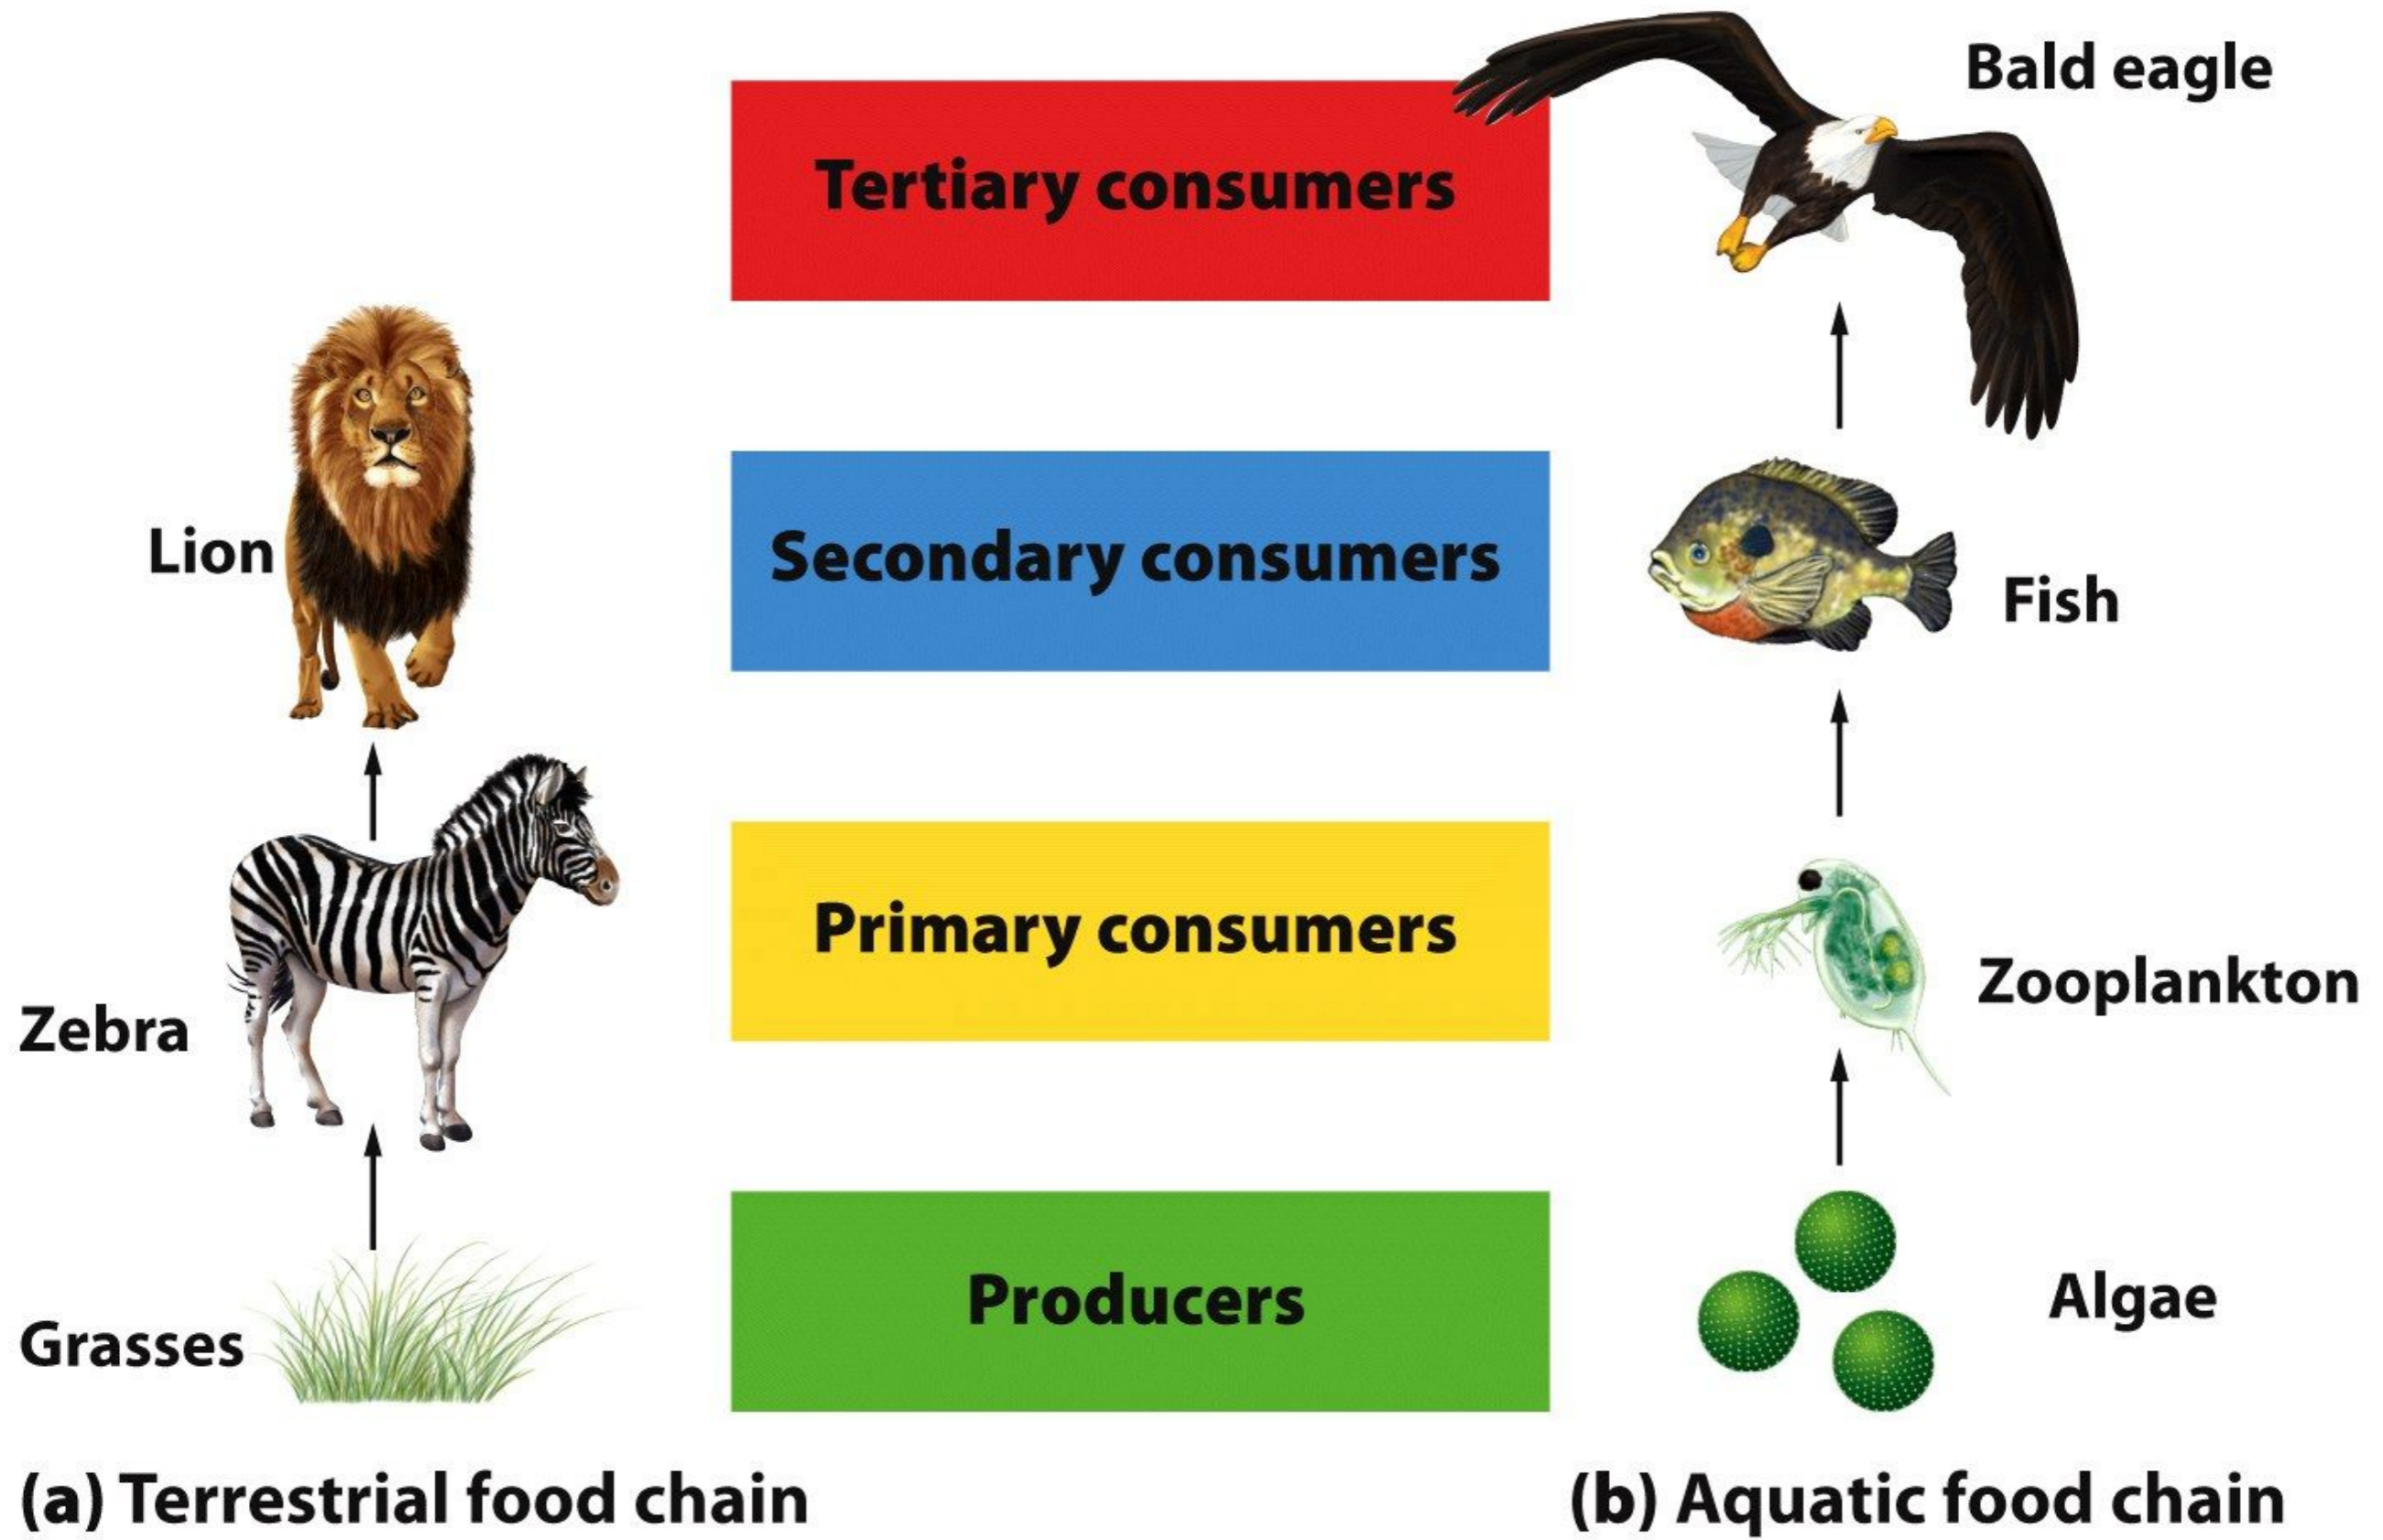 Bald eagle
Tertiary consumers
Lion
Secondary consumers
Fish
Primary consumers
Zebra
Zooplankton
Producers
Grasses
Algae
(a) Terrestrial food chain
(b) Aquatic food chain